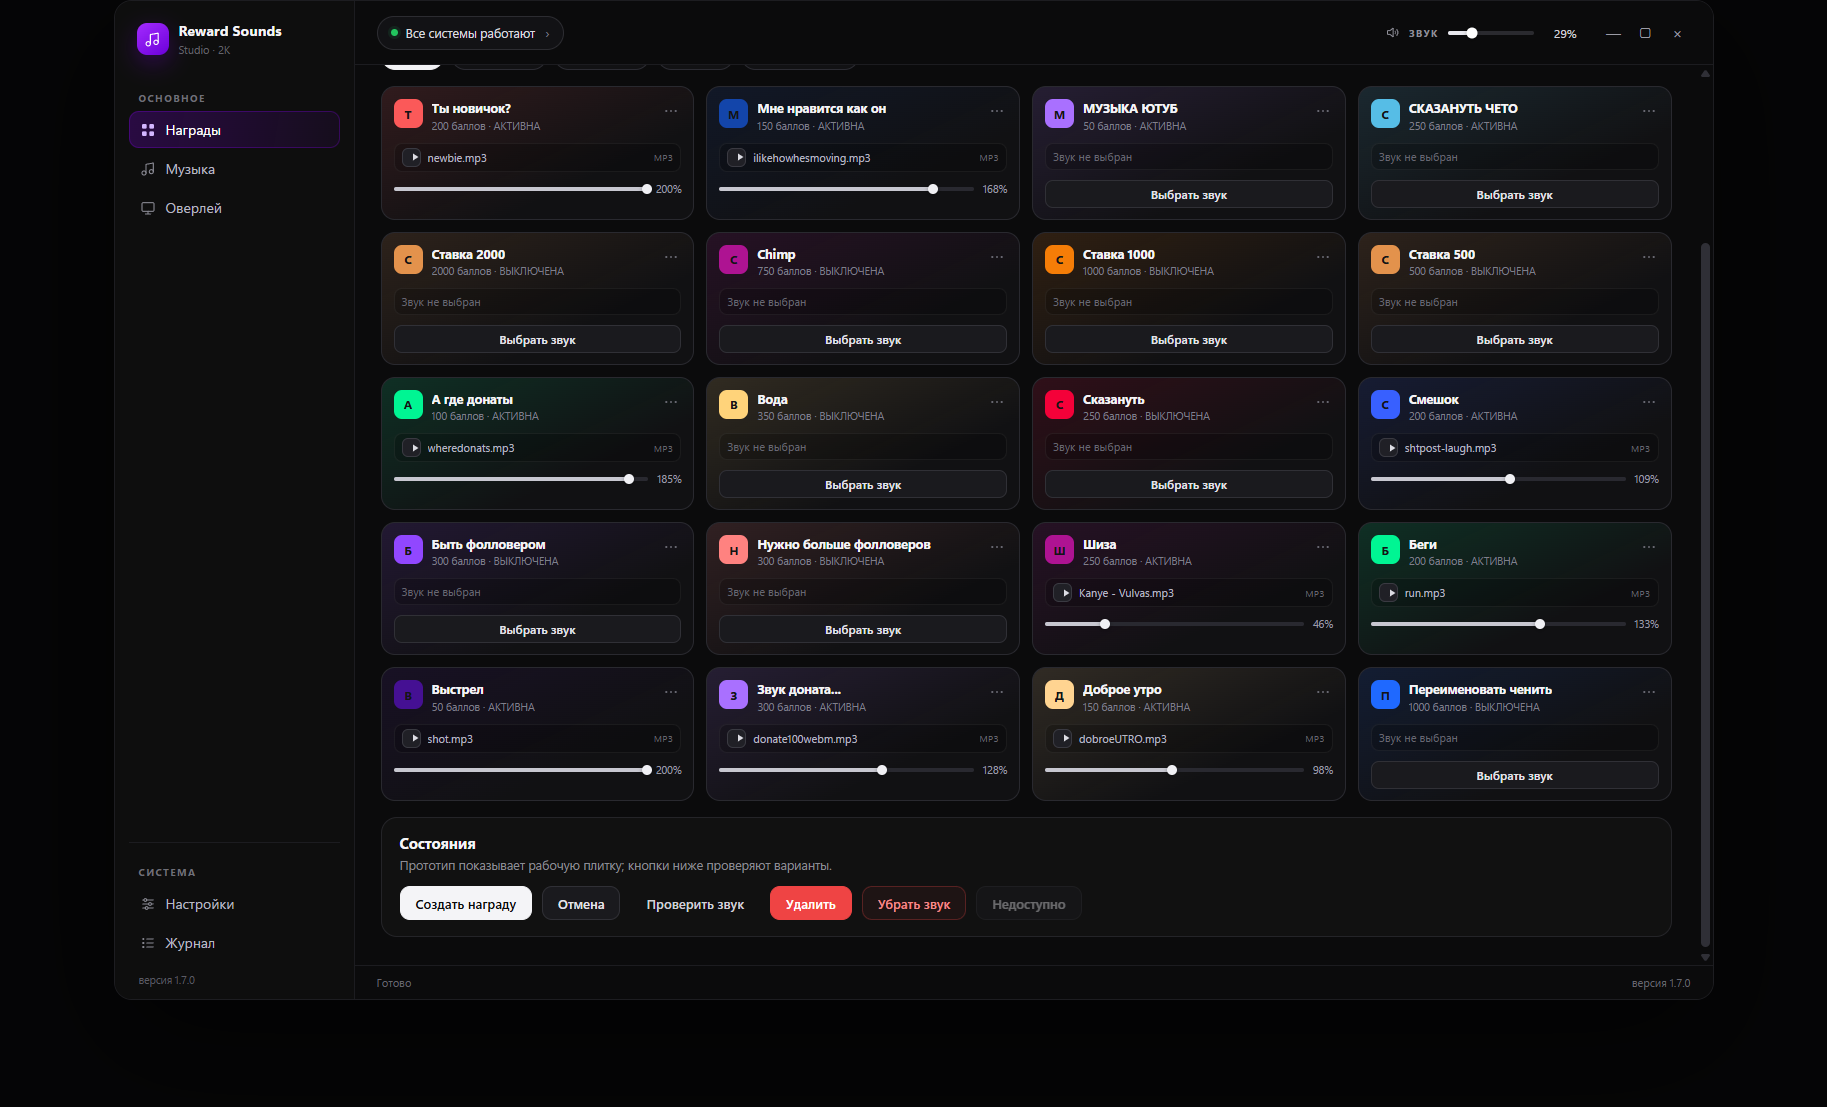 Reward Sounds
Studio · 2K
ОСНОВНОЕ
Награды
Музыка
Оверлей
СИСТЕМА
Настройки
Журнал
версия 1.7.0
Все системы работают ›
ЗВУК 29%
Т Ты новичок? ...
200 баллов · АКТИВНА
newbie.mp3 MP3
200%
М Мне нравится как он ...
150 баллов · АКТИВНА
ilikehowhesmoving.mp3 MP3
168%
М МУЗЫКА ЮТУБ ...
50 баллов · АКТИВНА
Звук не выбран
Выбрать звук
С СКАЗАНУТЬ ЧЕТО ...
250 баллов · АКТИВНА
Звук не выбран
Выбрать звук
С Ставка 2000 ...
2000 баллов · ВЫКЛЮЧЕНА
Звук не выбран
Выбрать звук
C Chimp ...
750 баллов · ВЫКЛЮЧЕНА
Звук не выбран
Выбрать звук
С Ставка 1000 ...
1000 баллов · ВЫКЛЮЧЕНА
Звук не выбран
Выбрать звук
С Ставка 500 ...
500 баллов · ВЫКЛЮЧЕНА
Звук не выбран
Выбрать звук
А А где донаты ...
100 баллов · АКТИВНА
wheredonats.mp3 MP3
185%
В Вода ...
350 баллов · ВЫКЛЮЧЕНА
Звук не выбран
Выбрать звук
С Сказануть ...
250 баллов · ВЫКЛЮЧЕНА
Звук не выбран
Выбрать звук
С Смешок ...
200 баллов · АКТИВНА
shtpost-laugh.mp3 MP3
109%
Б Быть фолловером ...
300 баллов · ВЫКЛЮЧЕНА
Звук не выбран
Выбрать звук
Н Нужно больше фолловеров ...
300 баллов · ВЫКЛЮЧЕНА
Звук не выбран
Выбрать звук
Ш Шиза ...
250 баллов · АКТИВНА
Kanye - Vulvas.mp3 MP3
46%
Б Беги ...
200 баллов · АКТИВНА
run.mp3 MP3
133%
В Выстрел ...
50 баллов · АКТИВНА
shot.mp3 MP3
200%
З Звук доната... ...
300 баллов · АКТИВНА
donate100webm.mp3 MP3
128%
Д Доброе утро ...
150 баллов · АКТИВНА
dobroeUTRO.mp3 MP3
98%
П Переименовать ченить ...
1000 баллов · ВЫКЛЮЧЕНА
Звук не выбран
Выбрать звук
Состояния
Прототип показывает рабочую плитку; кнопки ниже проверяют варианты.
Создать награду Отмена Проверить звук Удалить Убрать звук Недоступно
Готово версия 1.7.0